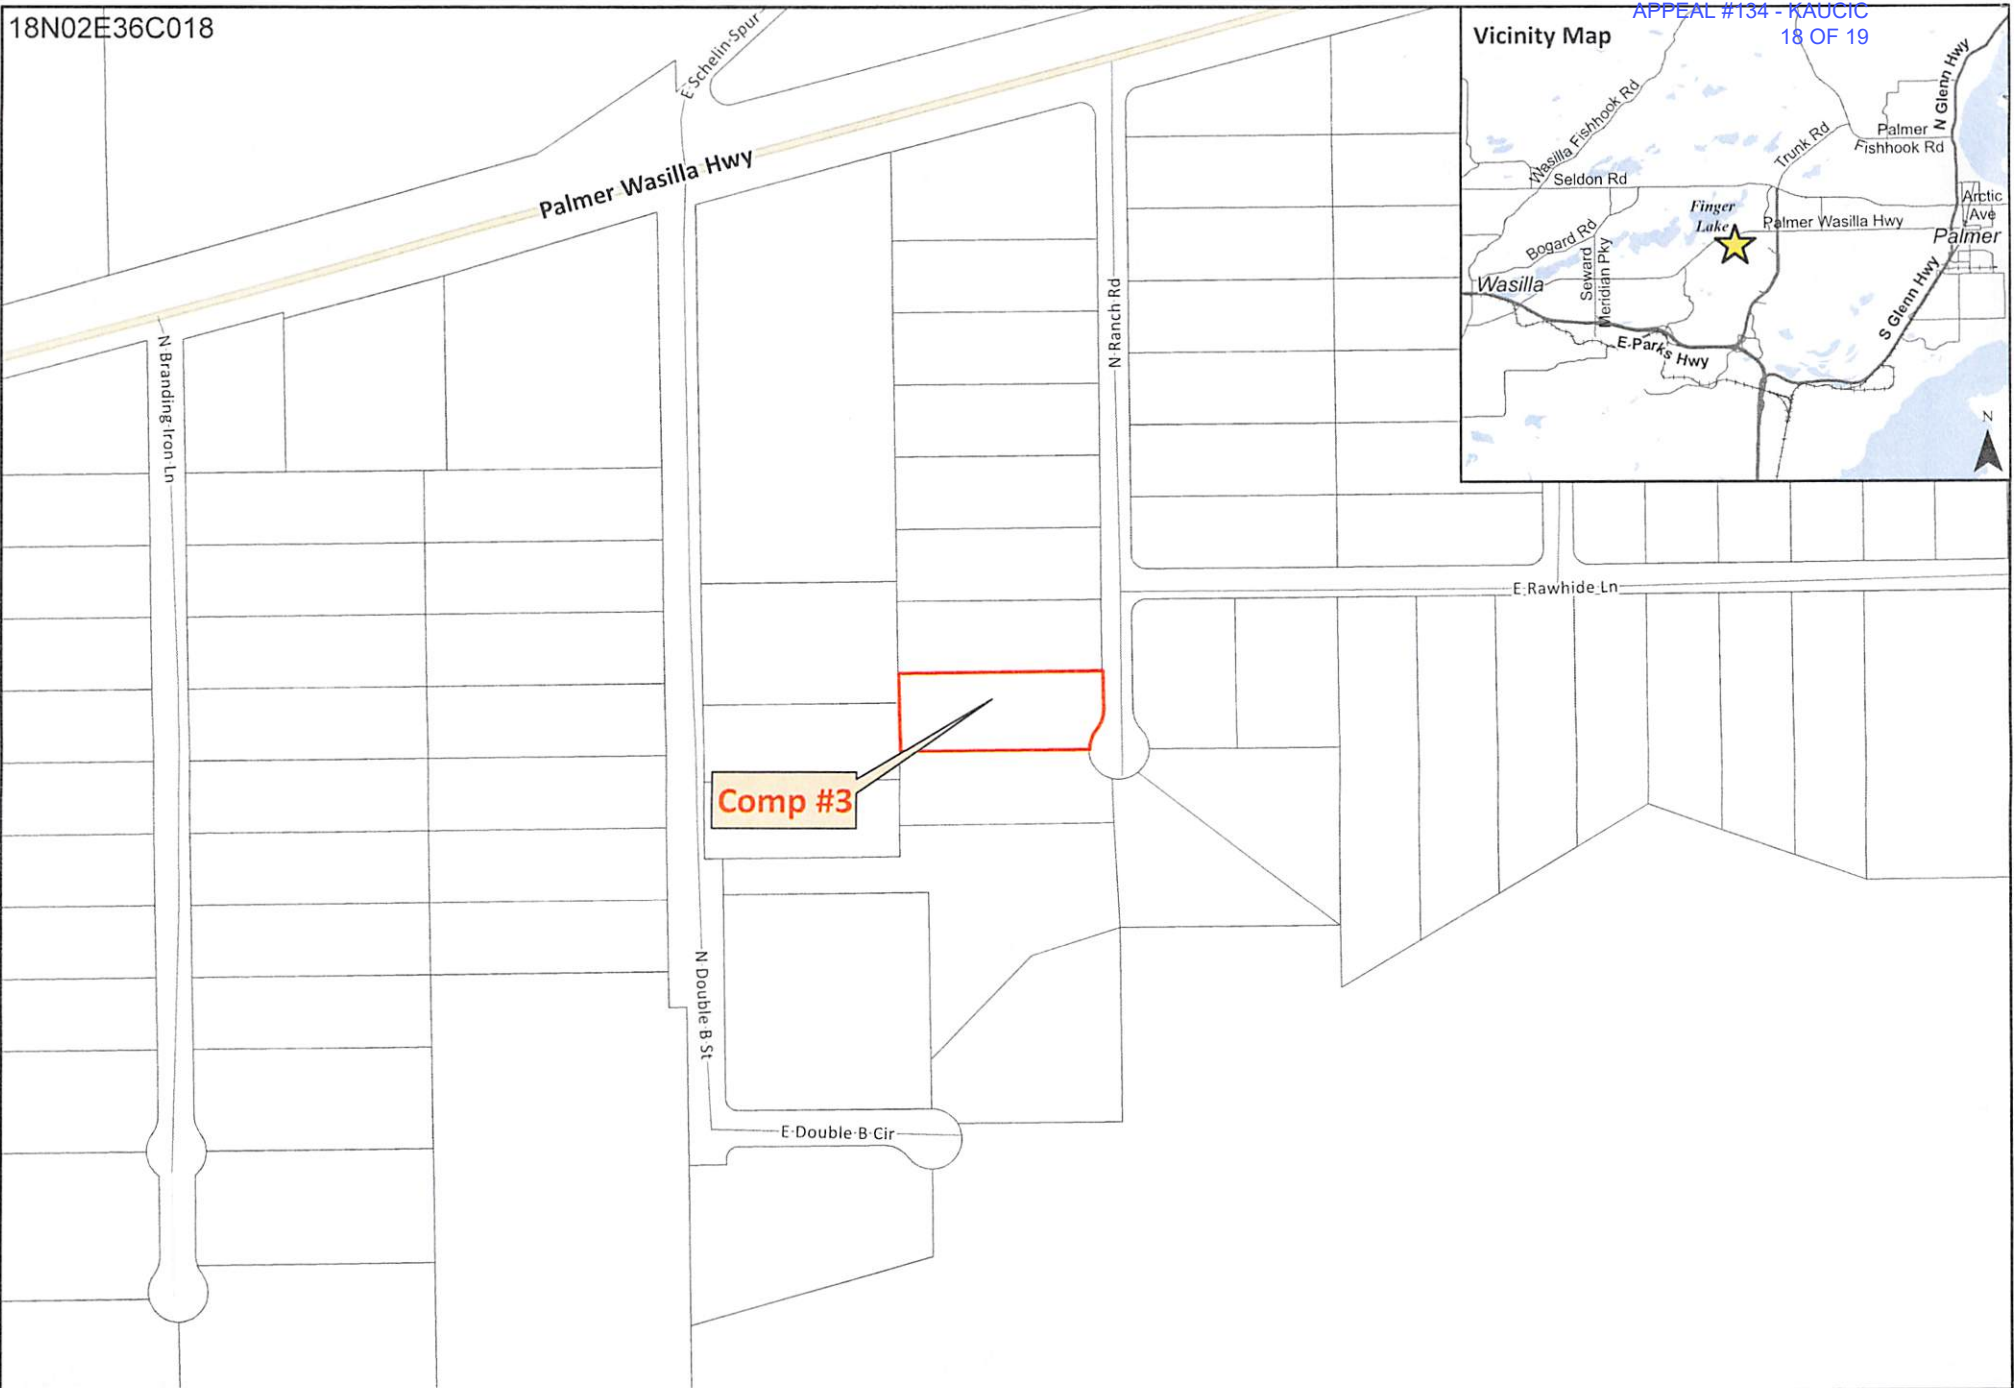 18N02E36C018
APPEAL #134 - KAUCIC
18 OF 19
Vicinity Map
N Glenn Hwy
Wasilla Fishhook Rd
Trunk Rd
Palmer
Fishhook Rd
Seldon Rd
Arctic
Ave
Finger
Lake
Palmer Wasilla Hwy
Palmer
Bogard Rd
Seward
Meridian Pky
Wasilla
S Glenn Hwy
E Parks Hwy
N
E Schelin Spur
Palmer Wasilla Hwy
N Branding Iron Ln
N Ranch Rd
E Rawhide Ln
Comp #3
N Double B St
E Double B Cir